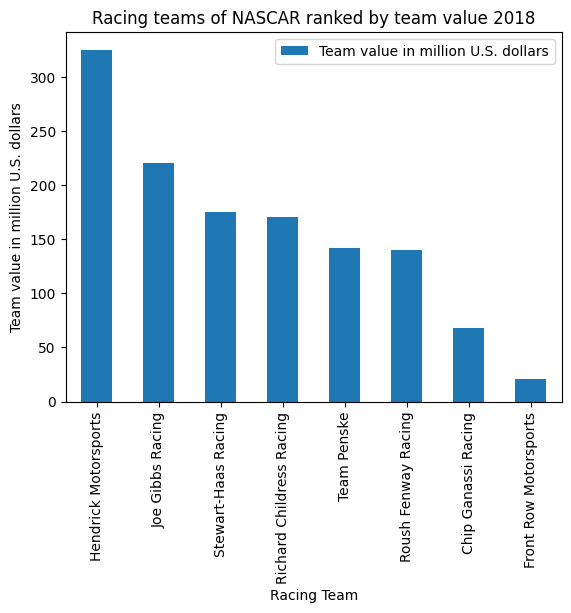 Racing teams of NASCAR ranked by team value 2018
Team value in million U.S. dollars
Team value in million U.S. dollars
300
250
200
150
100
50
0
Hendrick Motorsports
Joe Gibbs Racing
Stewart-Haas Racing
Richard Childress Racing
Team Penske
Roush Fenway Racing
Chip Ganassi Racing
Front Row Motorsports
Racing Team